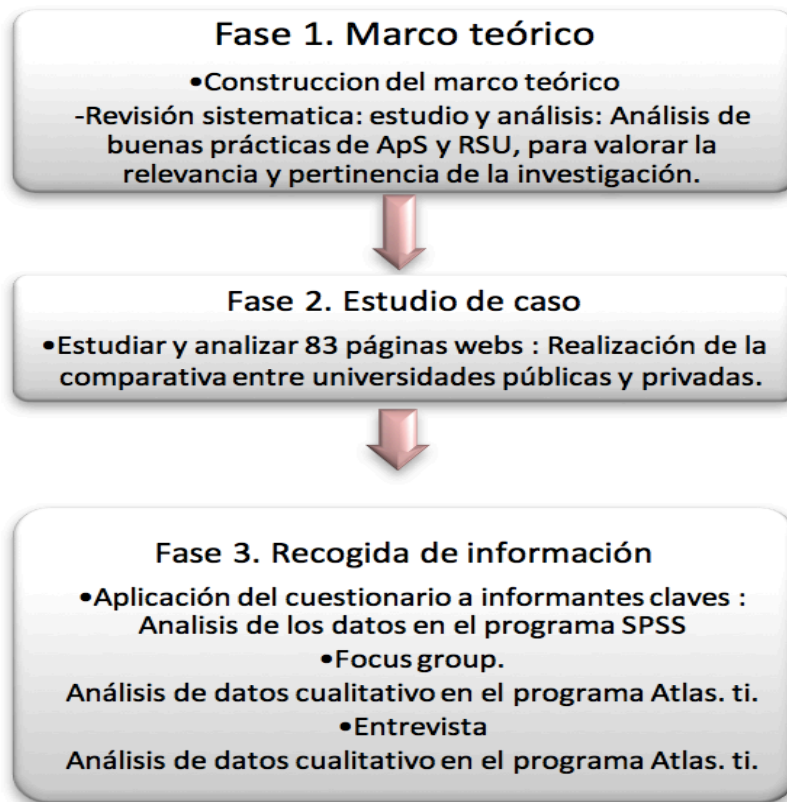 Fase 1. Marco teórico
•Construccion del marco teórico
-Revisión sistematica: estudio y análisis: Análisis de
buenas prácticas de ApS y RSU, para valorar la
relevancia y pertinencia de la investigación.
Fase 2. Estudio de caso
•Estudiar y analizar 83 páginas webs : Realización de la
comparativa entre universidades públicas y privadas.
Fase 3. Recogida de información
•Aplicación del cuestionario a informantes claves :
Analisis de los datos en el programa SPSS
•Focus group.
Análisis de datos cualitativo en el programa Atlas. ti.
•Entrevista
Análisis de datos cualitativo en el programa Atlas. ti.